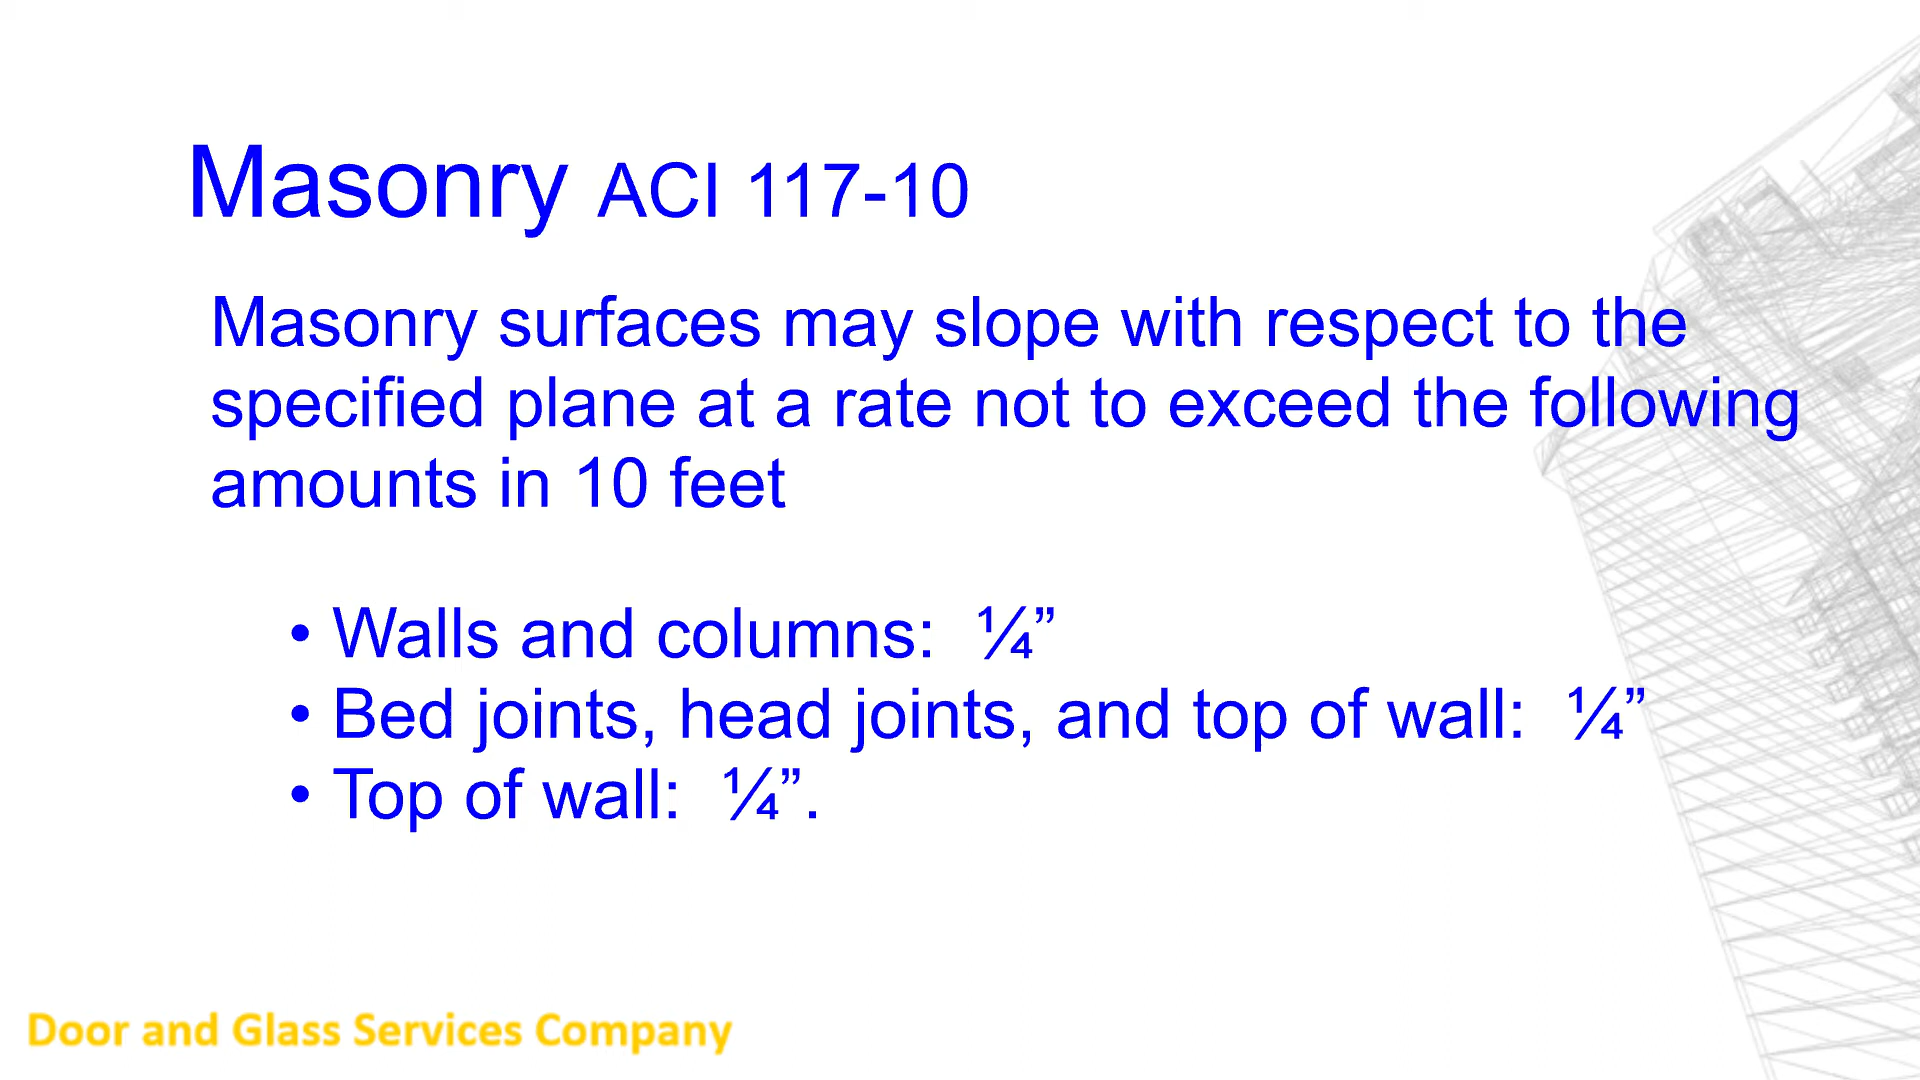 Masonry ACI 117-10
Masonry surfaces may slope with respect to the
specified plane at a rate not to exceed the following
amounts in 10 feet
• Walls and columns:  ¼”
• Bed joints, head joints, and top of wall:  ¼”
• Top of wall:  ¼”.
Door and Glass Services Company